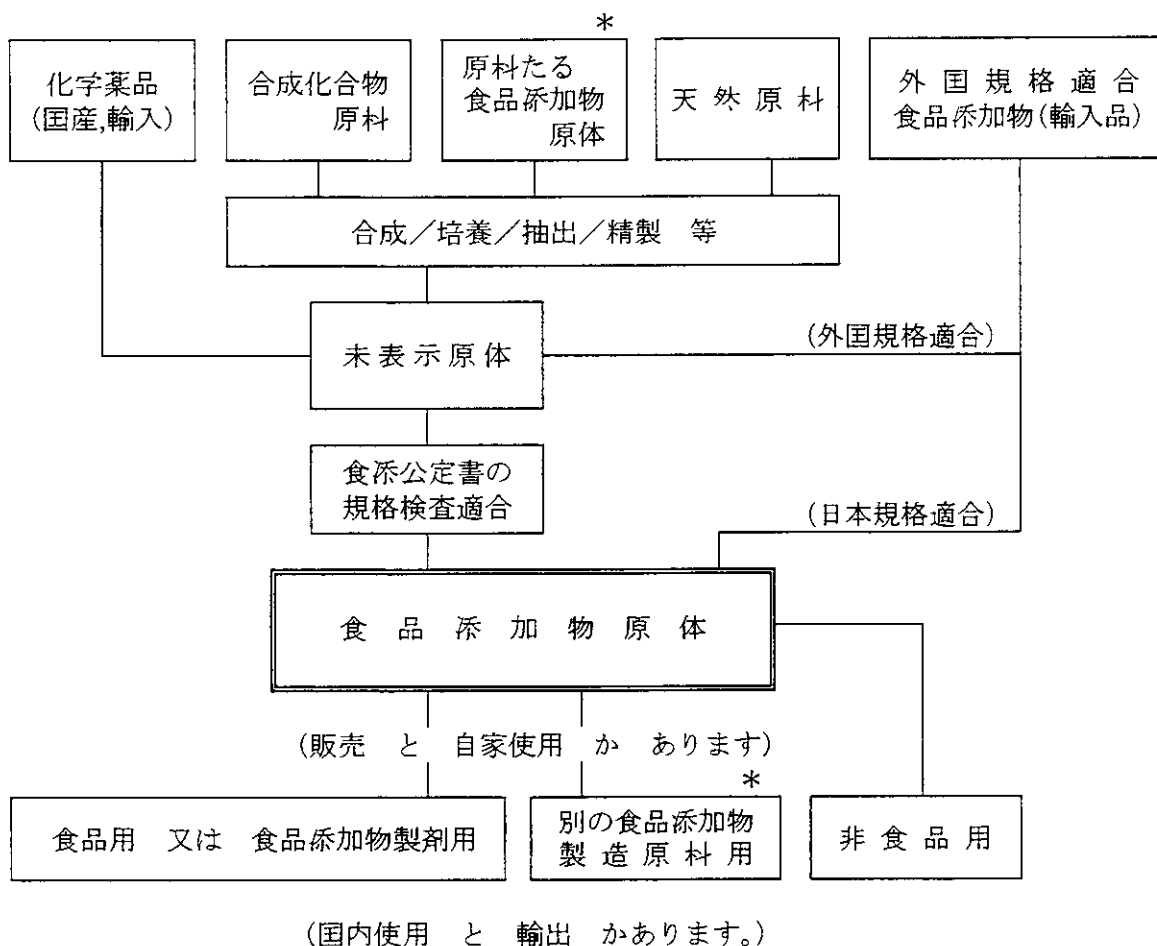 *
化学薬品
(国産,輸入)
合成化合物
原料
原料たる
食品添加物
原体
天然原料
外国規格適合
食品添加物(輸入品)
合成/培養/抽出/精製 等
未表示原体
(外国規格適合)
食添公定書の
規格検査適合
(日本規格適合)
食品添加物原体
(販売 と 自家使用 が あります)
*
食品用 又は 食品添加物製剤用
別の食品添加物
製造原料用
非食品用
(国内使用 と 輸出 があります。)